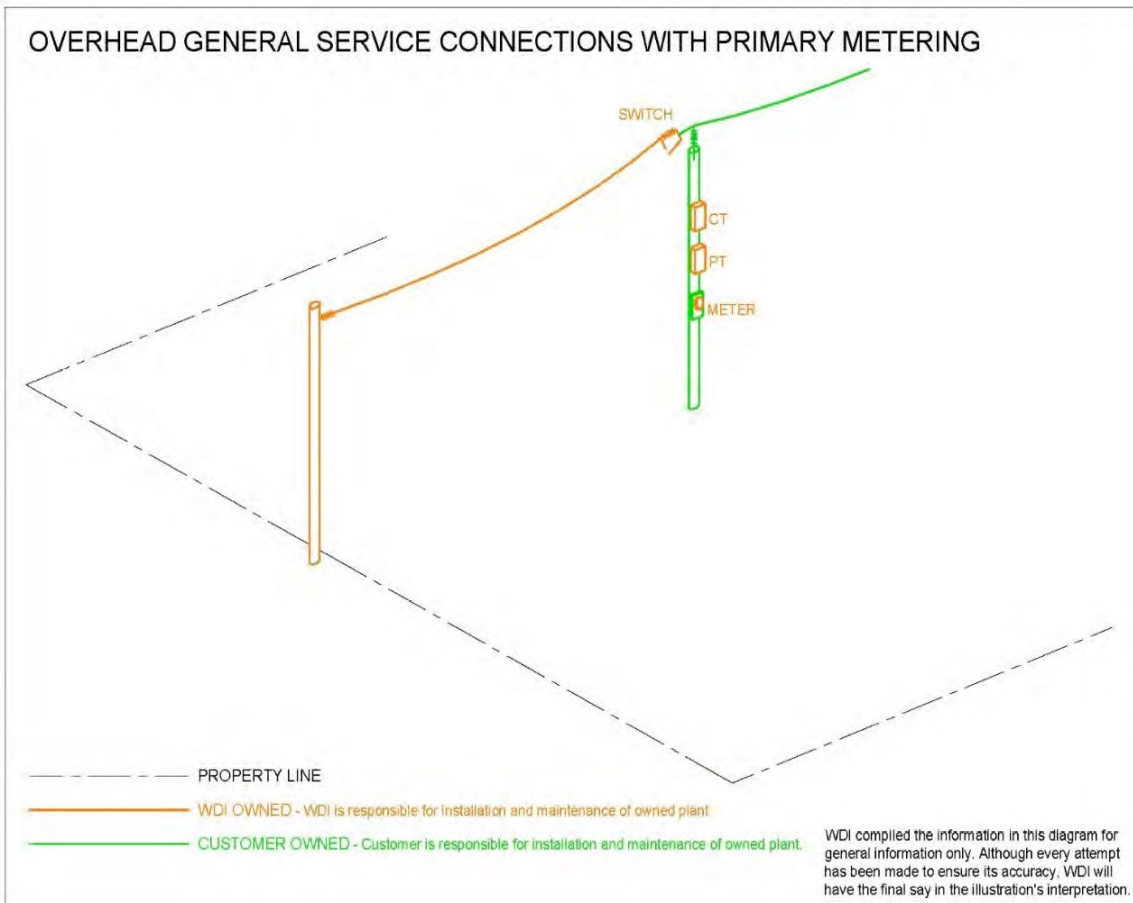 OVERHEAD GENERAL SERVICE CONNECTIONS WITH PRIMARY METERING
SWITCH
CT
PT
METER
PROPERTY LINE
WDI OWNED - WDI is responsible for installation and maintenance of owned plant
CUSTOMER OWNED - Customer is responsible for installation and maintenance of owned plant.
WDI compiled the information in this diagram for
general information only. Although every attempt
has been made to ensure its accuracy, WDI will
have the final say in the illustration's interpretation.